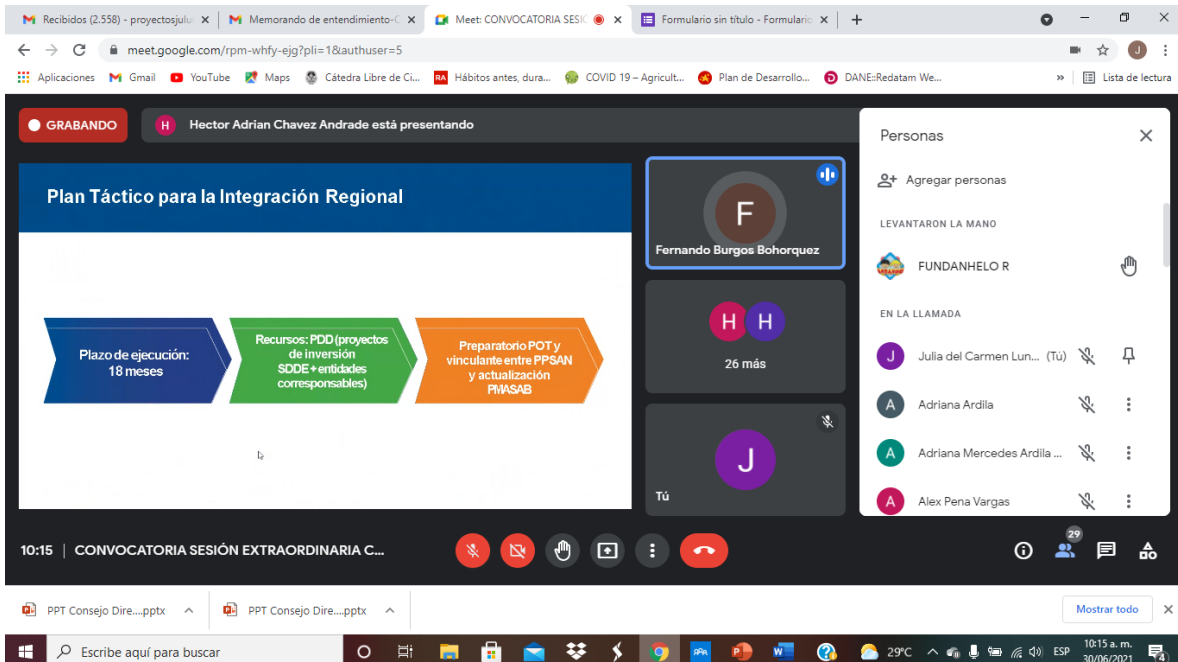 Recibidos (2.558) - proyectosjului
Memorando de entendimiento-C
Meet: CONVOCATORIA SESIÓ
Formulario sin título - Formulario
meet.google.com/rpm-whfy-ejg?pli=1&authuser=5
Aplicaciones
Gmail
YouTube
Maps
Cátedra Libre de Ci...
RA Hábitos antes, dura...
COVID 19 – Agricult...
Plan de Desarrollo...
DANE::Redatam We...
»
Lista de lectura
J
GRABANDO
H Hector Adrian Chavez Andrade está presentando
Plan Táctico para la Integración Regional
Plazo de ejecución:
18 meses
Recursos: PDD (proyectos
de inversión
SDDE + entidades
corresponsables)
Preparatorio POT y
vinculante entre PPSAN
y actualización
PMASAB
F
Fernando Burgos Bohorquez
H H
26 más
J
Tú
Personas
Agregar personas
LEVANTARON LA MANO
FUNDANHELO R
EN LA LLAMADA
J Julia del Carmen Lun... (Tú)
A Adriana Ardila
A Adriana Mercedes Ardila ...
A Alex Pena Vargas
10:15 | CONVOCATORIA SESIÓN EXTRAORDINARIA C...
29
PPT Consejo Dire....pptx
PPT Consejo Dire....pptx
Mostrar todo
Escribe aquí para buscar
29°C
ESP
10:15 a. m.
30/06/2021
4